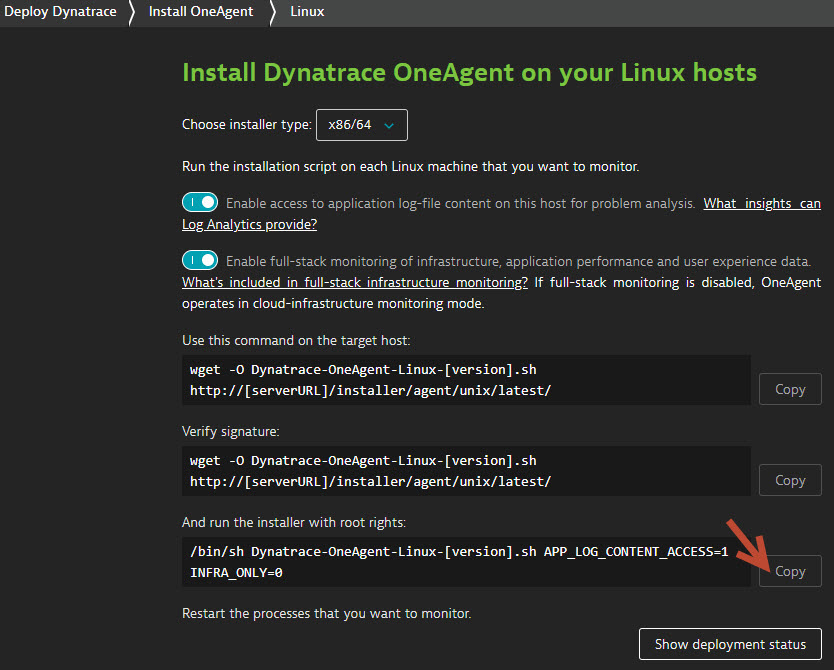 Deploy Dynatrace Install OneAgent Linux
Install Dynatrace OneAgent on your Linux hosts
Choose installer type: x86/64
Run the installation script on each Linux machine that you want to monitor.
Enable access to application log-file content on this host for problem analysis. What insights can
Log Analytics provide?
Enable full-stack monitoring of infrastructure, application performance and user experience data.
What's included in full-stack infrastructure monitoring? If full-stack monitoring is disabled, OneAgent
operates in cloud-infrastructure monitoring mode.
Use this command on the target host:
wget -O Dynatrace-OneAgent-Linux-[version].sh
http://[serverURL]/installer/agent/unix/latest/
Copy
Verify signature:
wget -O Dynatrace-OneAgent-Linux-[version].sh
http://[serverURL]/installer/agent/unix/latest/
Copy
And run the installer with root rights:
/bin/sh Dynatrace-OneAgent-Linux-[version].sh APP_LOG_CONTENT_ACCESS=1
INFRA_ONLY=0
Copy
Restart the processes that you want to monitor.
Show deployment status